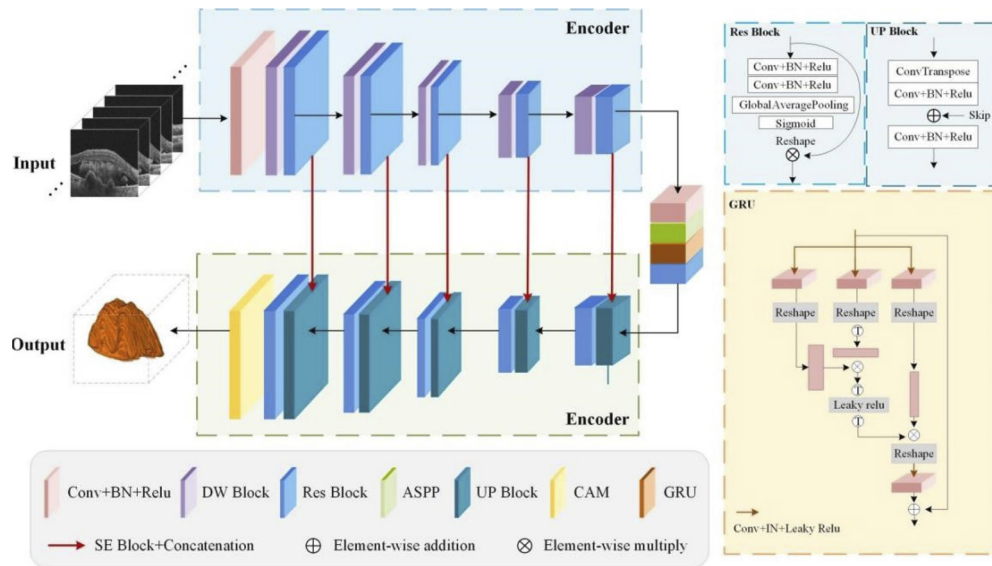 Encoder
Input
Output
Encoder
Conv+BN+Relu
DW Block
Res Block
ASPP
UP Block
CAM
GRU
SE Block+Concatenation
Element-wise addition
Element-wise multiply
Res Block
Conv+BN+Relu
Conv+BN+Relu
GlobalAveragePooling
Sigmoid
Reshape
UP Block
ConvTranspose
Conv+BN+Relu
Skip
Conv+BN+Relu
GRU
Reshape
Reshape
Reshape
T
T
Leaky relu
T
Reshape
Conv+IN+Leaky Relu